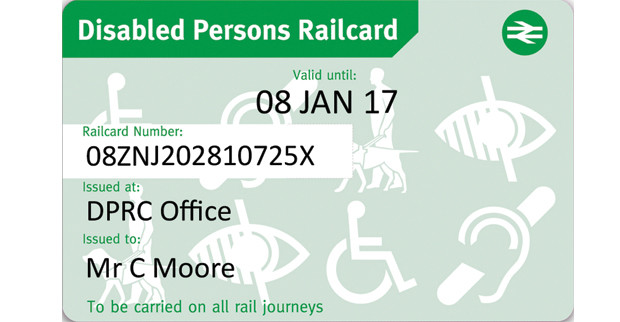 Disabled Persons Railcard
Valid until:
08 JAN 17
Railcard Number:
08ZNJ202810725X
Issued at:
DPRC Office
Issued to:
Mr C Moore
To be carried on all rail journeys